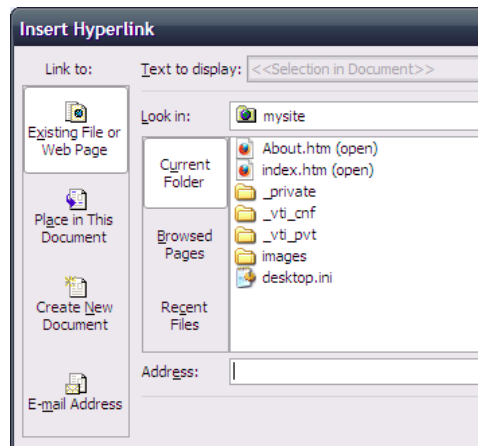 Insert Hyperlink
Link to:
Text to display: <<Selection in Document>>
Existing File or
Web Page
Place in This
Document
Create New
Document
E-mail Address
Look in: mysite
Current
Folder
Browsed
Pages
Recent
Files
About.htm (open)
index.htm (open)
_private
_vti_cnf
_vti_pvt
images
desktop.ini
Address: